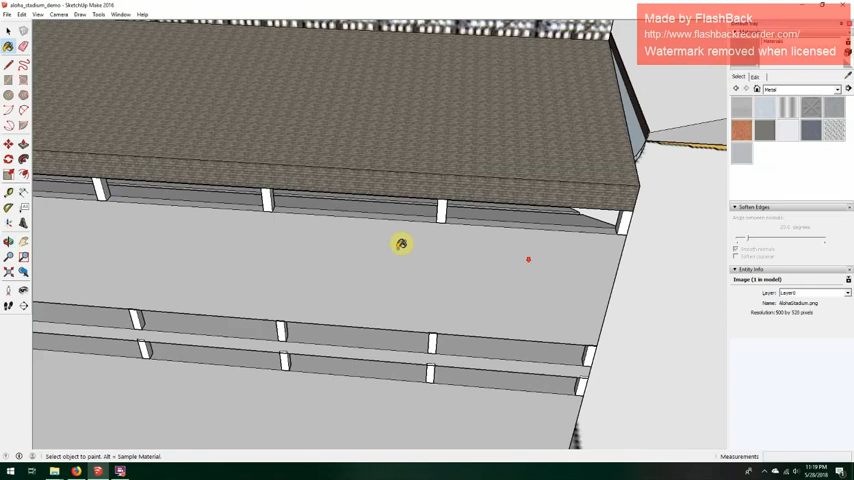 aloha_stadium_demo - SketchUp Make 2016
File Edit View Camera Draw Tools Window Help
Made by FlashBack
http://www.flashbackrecorder.com/
Watermark removed when licensed
Select Edit
Metal
Soften Edges
Angle between normals:
20.0 degrees
Smooth normals
Soften coplanar
Entity Info
Image (1 in model)
Layer: Layer0
Name: AlohaStadium.png
Resolution: 500 by 520 pixels
Select object to paint. Alt = Sample Material.
Measurements
11:19 PM
5/28/2018